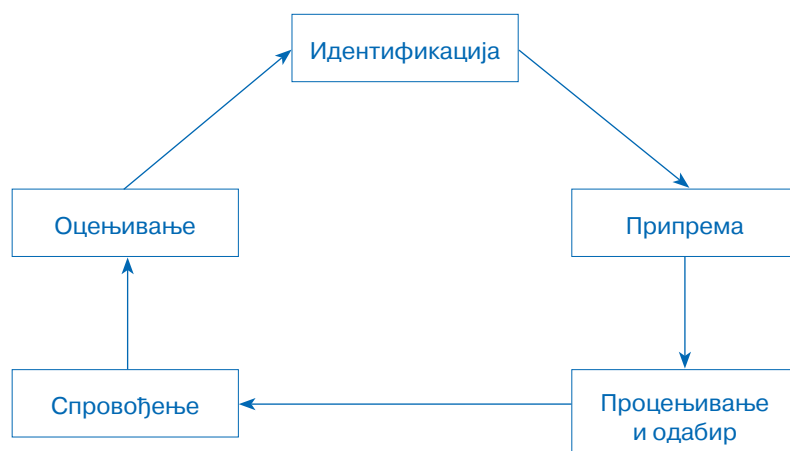 Идентификација
Оцењивање
Припрема
Спровођење
Процењивање
и одабир